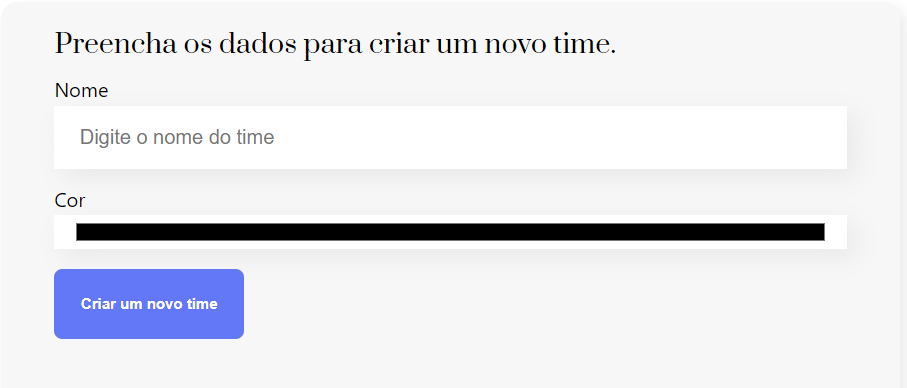 Preencha os dados para criar um novo time.
Nome
Digite o nome do time
Cor
Criar um novo time